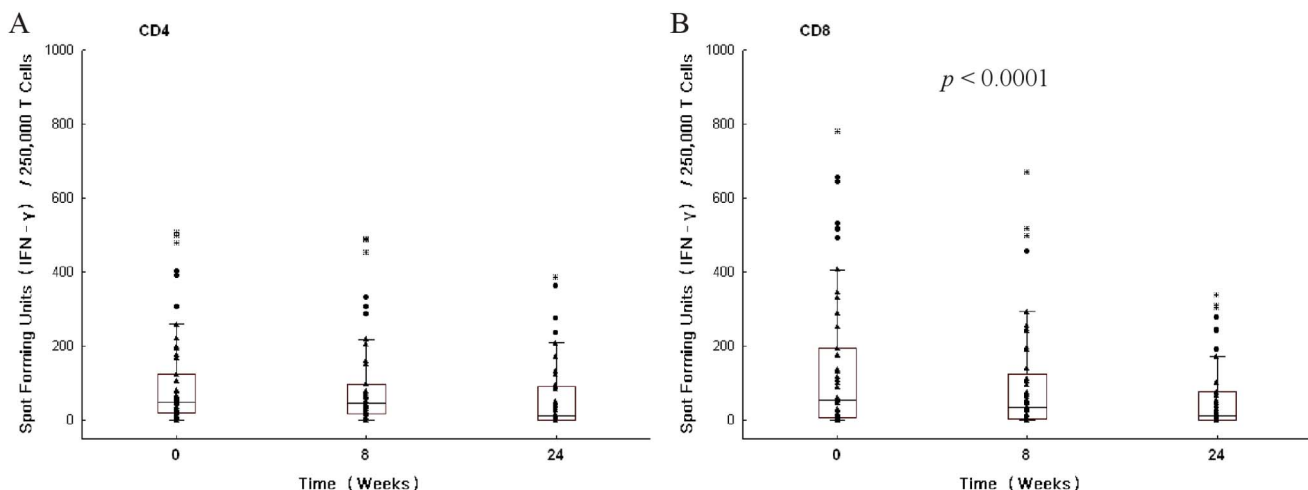 A
CD4
Spot Forming Units (IFN - γ) / 250,000 T Cells
1000
800
600
400
200
0
0 8 24
Time (Weeks)
B
CD8
p < 0.0001
Spot Forming Units (IFN - γ) / 250,000 T Cells
1000
800
600
400
200
0
0 8 24
Time (Weeks)